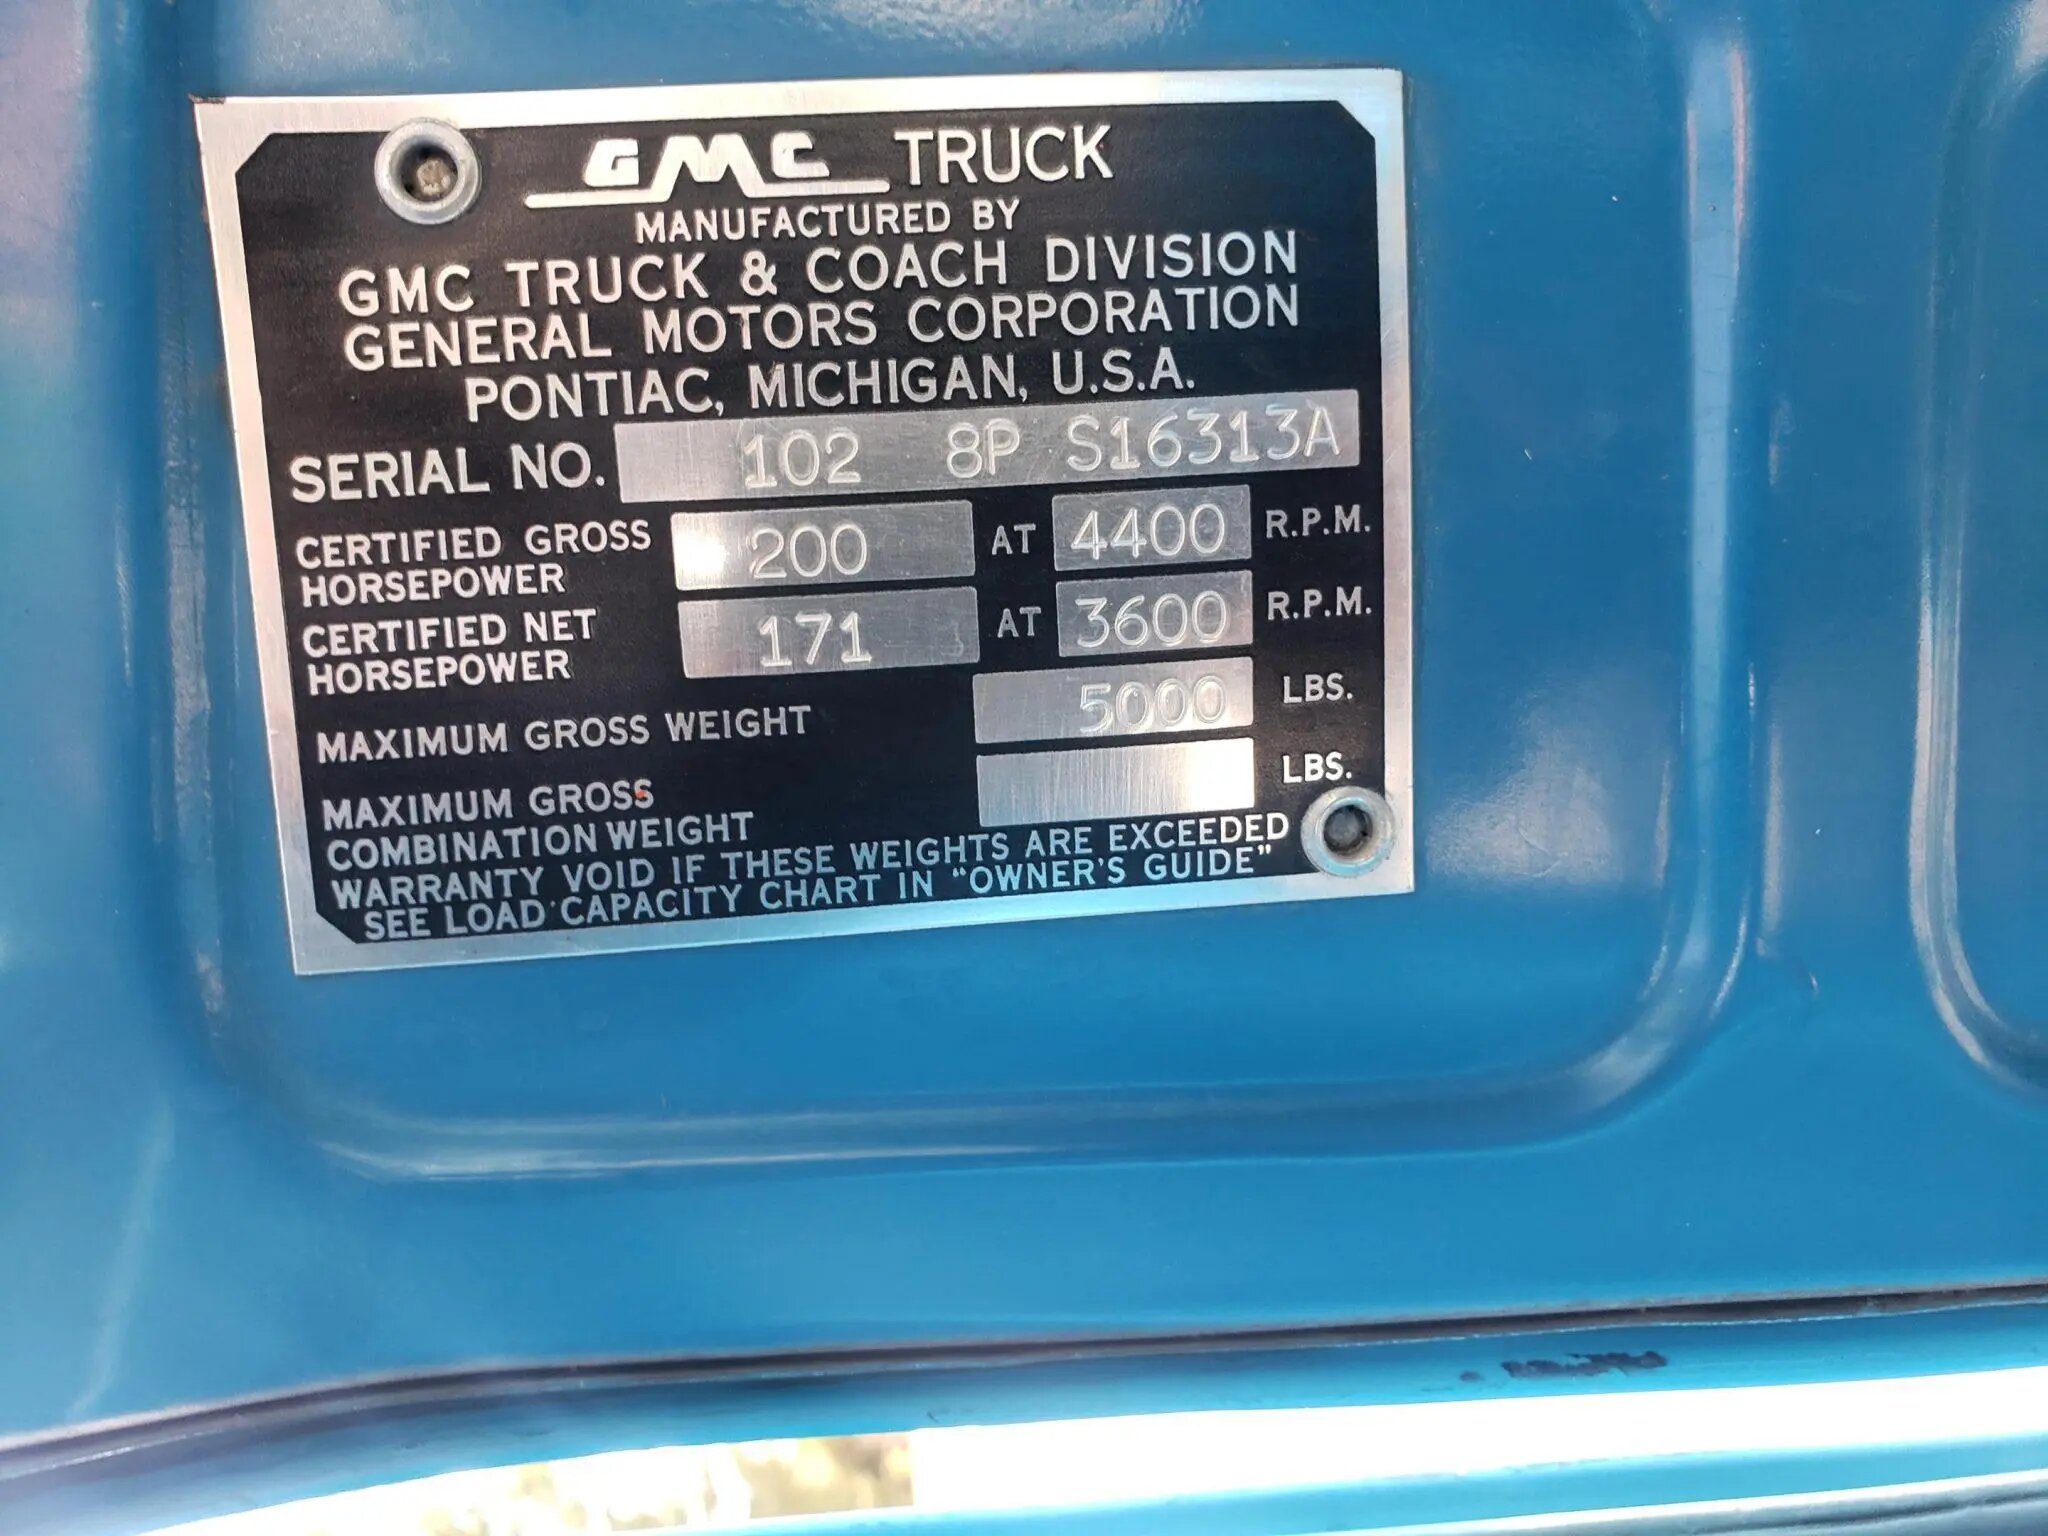 GMC TRUCK
MANUFACTURED BY
GMC TRUCK & COACH DIVISION
GENERAL MOTORS CORPORATION
PONTIAC, MICHIGAN, U.S.A.
SERIAL NO. 102 8P S16313A
CERTIFIED GROSS HORSEPOWER 200 AT 4400 R.P.M.
CERTIFIED NET HORSEPOWER 171 AT 3600 R.P.M.
MAXIMUM GROSS WEIGHT 5000 LBS.
MAXIMUM GROSS COMBINATION WEIGHT LBS.
WARRANTY VOID IF THESE WEIGHTS ARE EXCEEDED
SEE LOAD CAPACITY CHART IN "OWNER'S GUIDE"